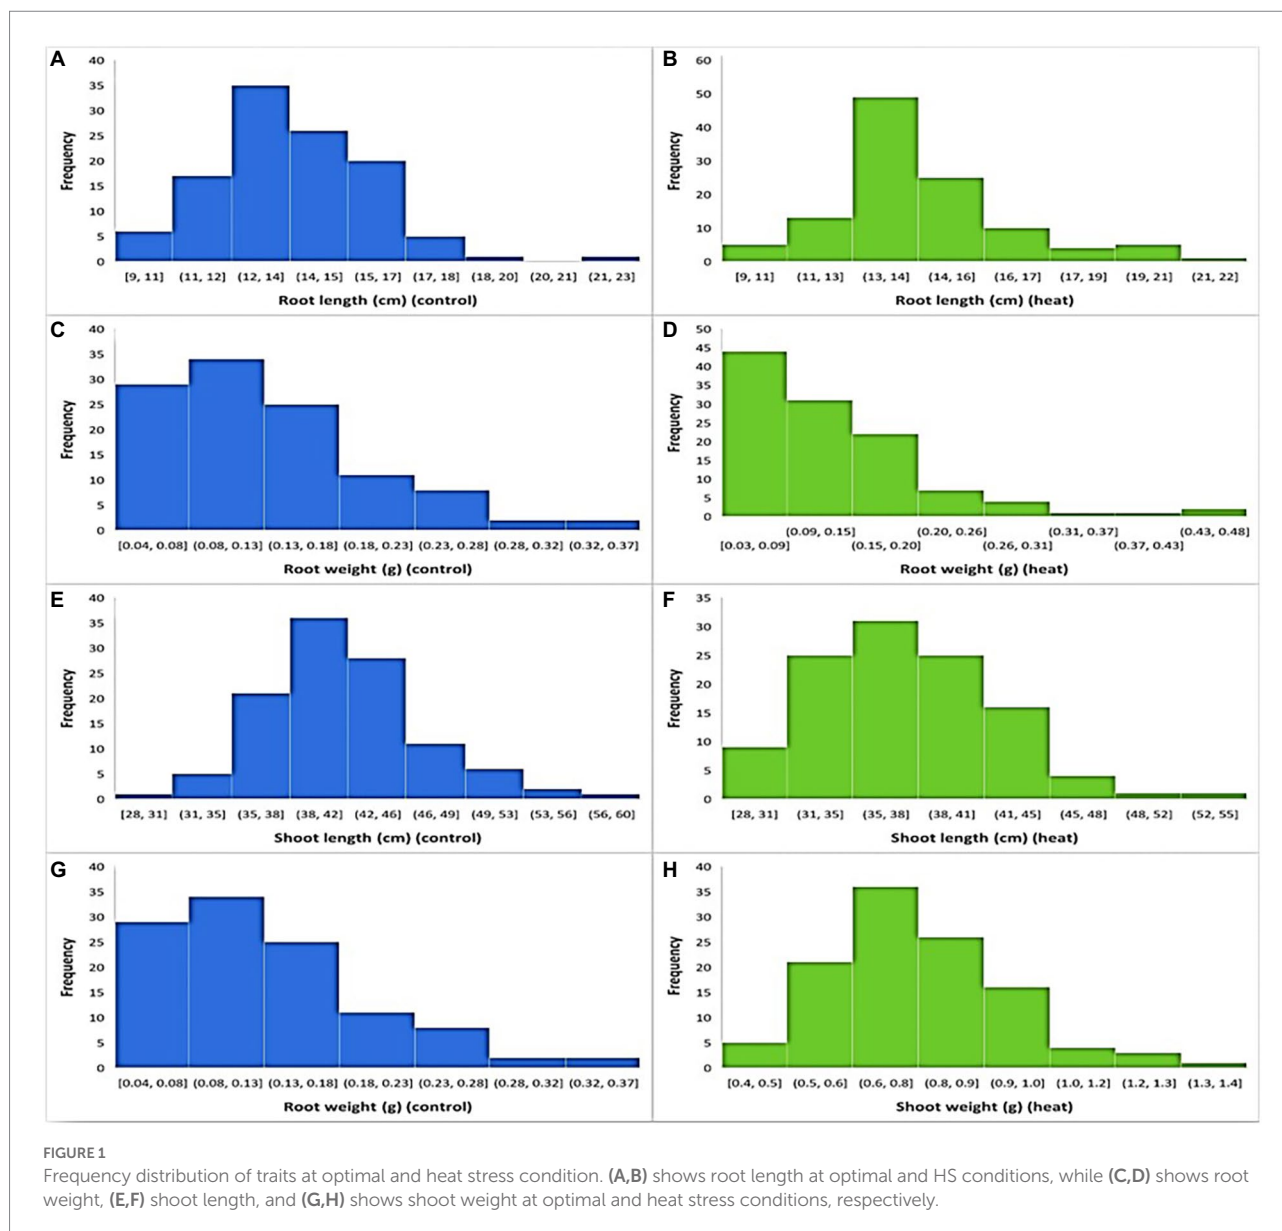 A
40
35
30
25
20
15
10
5
0
Frequency
[9, 11] (11, 12] (12, 14] (14, 15] (15, 17] (17, 18] (18, 20] (20, 21] (21, 23]
Root length (cm) (control)
B
60
50
40
30
20
10
0
Frequency
[9, 11] (11, 13] (13, 14] (14, 16] (16, 17] (17, 19] (19, 21] (21, 22]
Root length (cm) (heat)
C
40
35
30
25
20
15
10
5
0
Frequency
[0.04, 0.08] (0.08, 0.13] (0.13, 0.18] (0.18, 0.23] (0.23, 0.28] (0.28, 0.32] (0.32, 0.37]
Root weight (g) (control)
D
50
45
40
35
30
25
20
15
10
5
0
Frequency
(0.09, 0.15] (0.20, 0.26] (0.31, 0.37] (0.43, 0.48]
[0.03, 0.09] (0.15, 0.20] (0.26, 0.31] (0.37, 0.43]
Root weight (g) (heat)
E
40
35
30
25
20
15
10
5
0
Frequency
[28, 31] (31, 35] (35, 38] (38, 42] (42, 46] (46, 49] (49, 53] (53, 56] (56, 60]
Shoot length (cm) (control)
F
35
30
25
20
15
10
5
0
Frequency
[28, 31] (31, 35] (35, 38] (38, 41] (41, 45] (45, 48] (48, 52] (52, 55]
Shoot length (cm) (heat)
G
40
35
30
25
20
15
10
5
0
Frequency
[0.04, 0.08] (0.08, 0.13] (0.13, 0.18] (0.18, 0.23] (0.23, 0.28] (0.28, 0.32] (0.32, 0.37]
Root weight (g) (control)
H
40
35
30
25
20
15
10
5
0
Frequency
[0.4, 0.5] (0.5, 0.6] (0.6, 0.8] (0.8, 0.9] (0.9, 1.0] (1.0, 1.2] (1.2, 1.3] (1.3, 1.4]
Shoot weight (g) (heat)
FIGURE 1
Frequency distribution of traits at optimal and heat stress condition. (A,B) shows root length at optimal and HS conditions, while (C,D) shows root
weight, (E,F) shoot length, and (G,H) shows shoot weight at optimal and heat stress conditions, respectively.